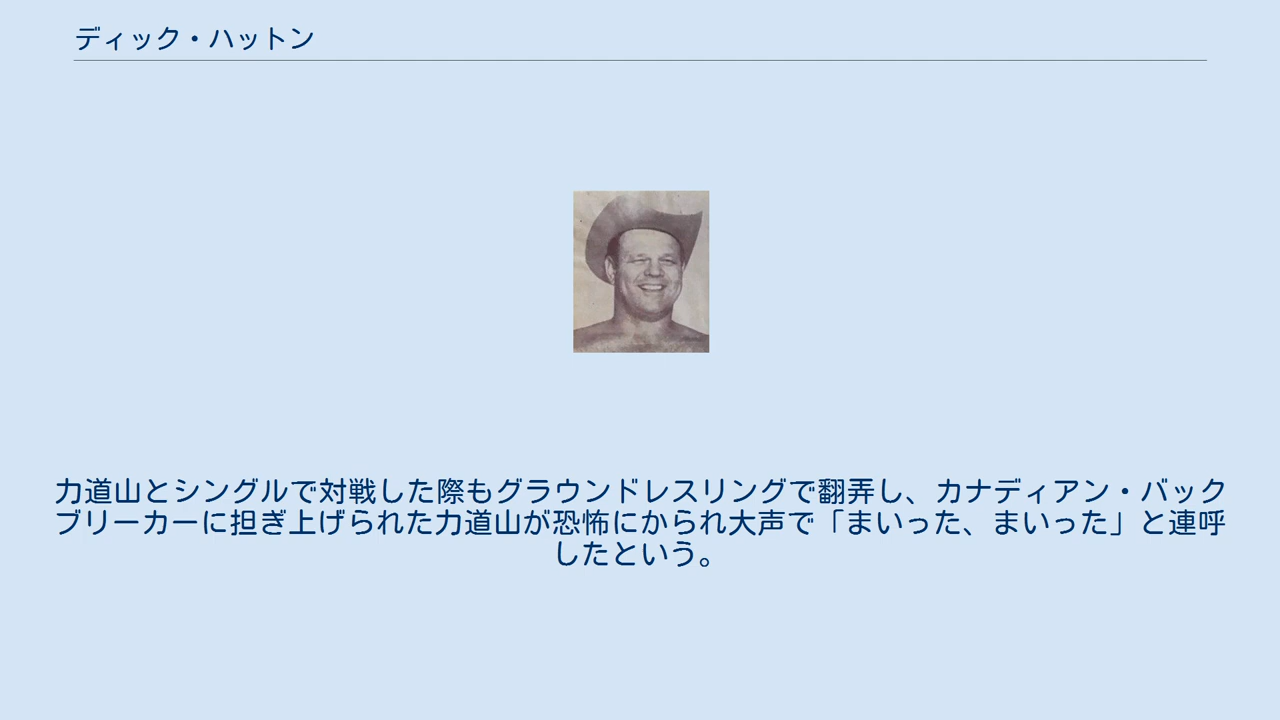 ディック・ハットン
力道山とシングルで対戦した際もグラウンドレスリングで翻弄し、カナディアン・バック
ブリーカーに担ぎ上げられた力道山が恐怖にかられ大声で「まいった、まいった」と連呼
したという。